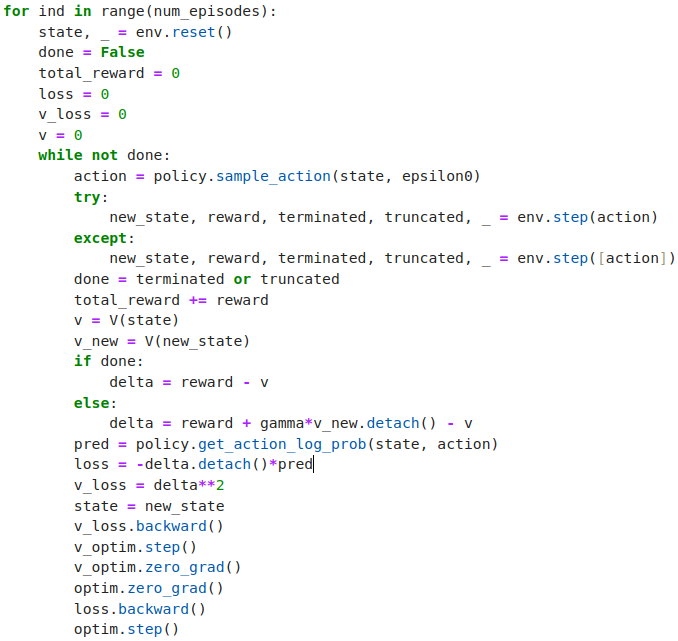 for ind in range(num_episodes):
    state, _ = env.reset()
    done = False
    total_reward = 0
    loss = 0
    v_loss = 0
    v = 0
    while not done:
        action = policy.sample_action(state, epsilon0)
        try:
            new_state, reward, terminated, truncated, _ = env.step(action)
        except:
            new_state, reward, terminated, truncated, _ = env.step([action])
        done = terminated or truncated
        total_reward += reward
        v = V(state)
        v_new = V(new_state)
        if done:
            delta = reward - v
        else:
            delta = reward + gamma*v_new.detach() - v
        pred = policy.get_action_log_prob(state, action)
        loss = -delta.detach()*pred
        v_loss = delta**2
        state = new_state
        v_loss.backward()
        v_optim.step()
        v_optim.zero_grad()
        optim.zero_grad()
        loss.backward()
        optim.step()